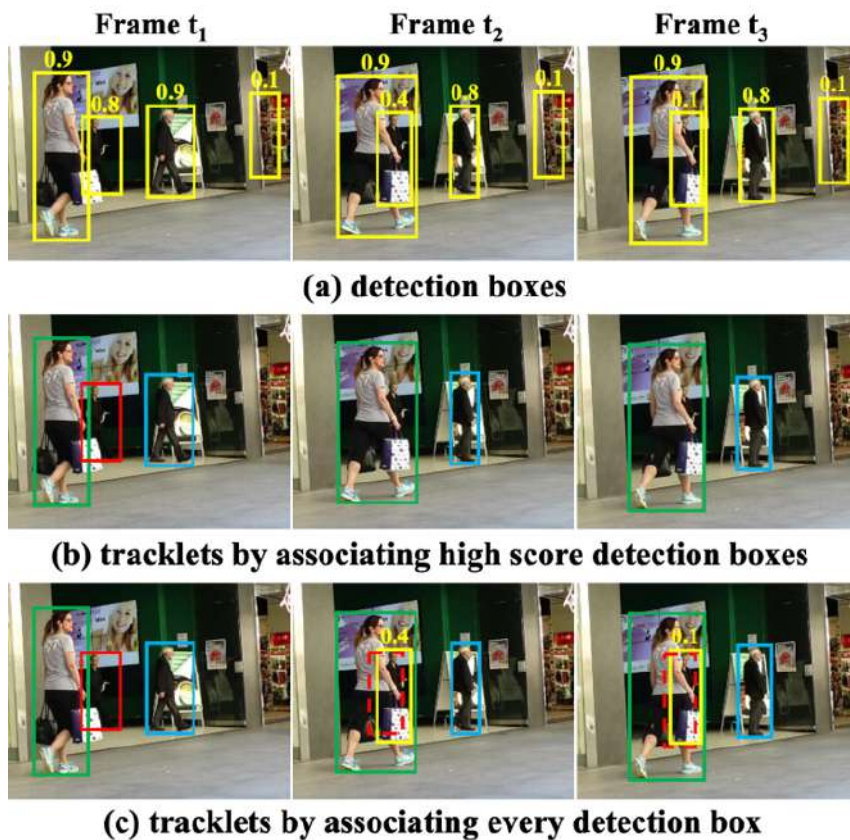 Frame t₁ Frame t₂ Frame t₃
0.9 0.8 0.9 0.1 0.9 0.4 0.8 0.1 0.9 0.1 0.8 0.1
(a) detection boxes
(b) tracklets by associating high score detection boxes
0.4 0.1
(c) tracklets by associating every detection box